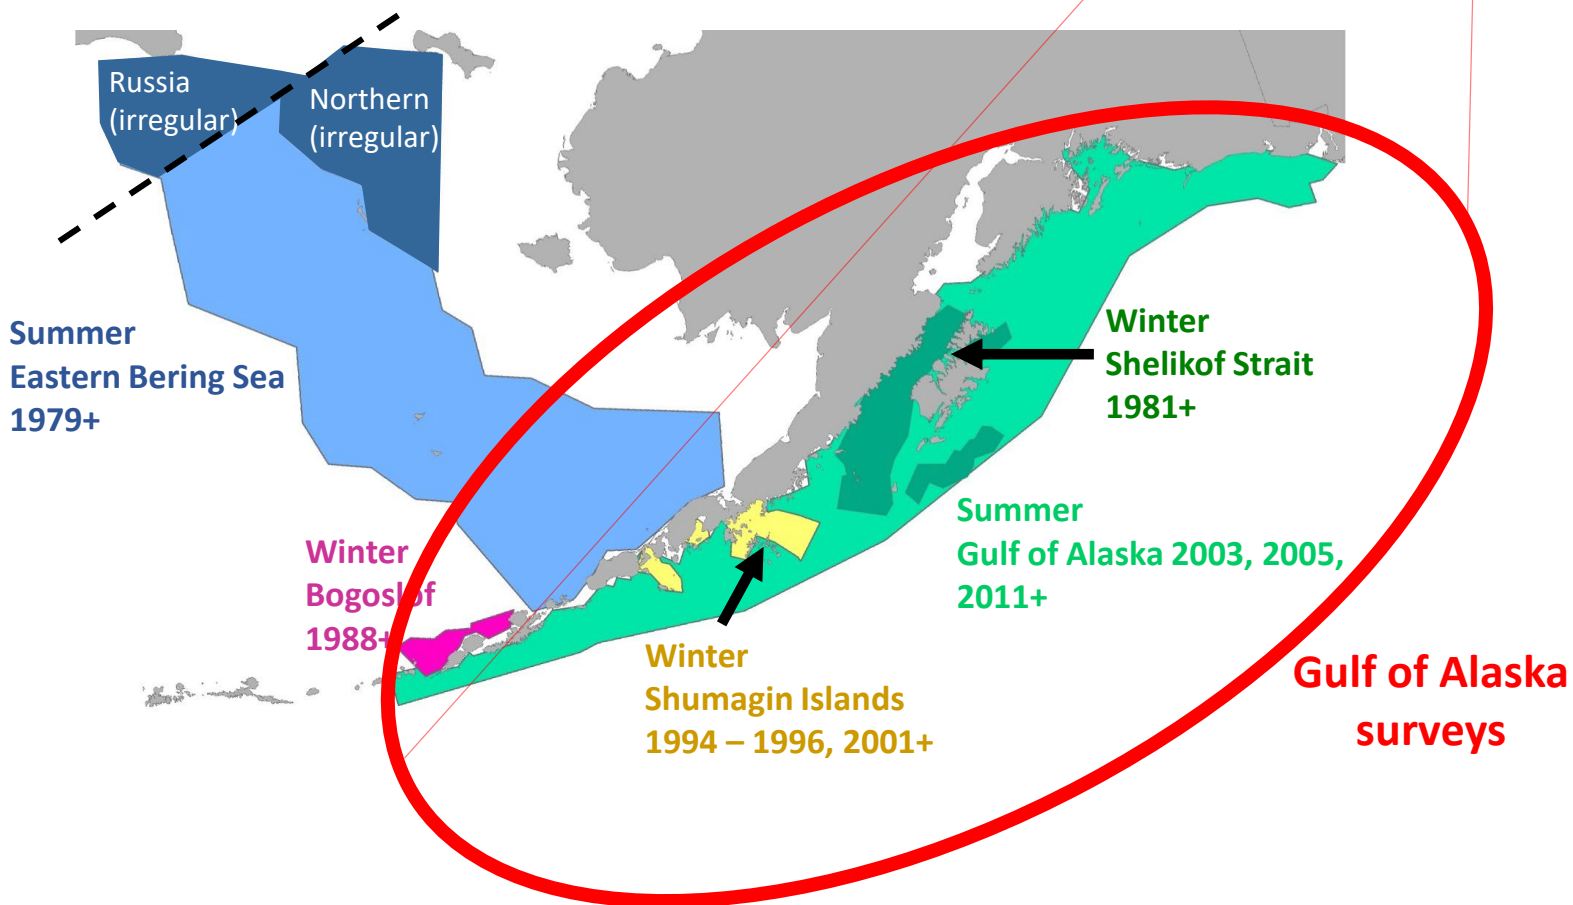 Russia
(irregular)
Northern
(irregular)
Summer
Eastern Bering Sea
1979+
Winter
Shelikof Strait
1981+
Summer
Gulf of Alaska 2003, 2005,
2011+
Winter
Bogoslof
1988+
Winter
Shumagin Islands
1994 – 1996, 2001+
Gulf of Alaska
surveys